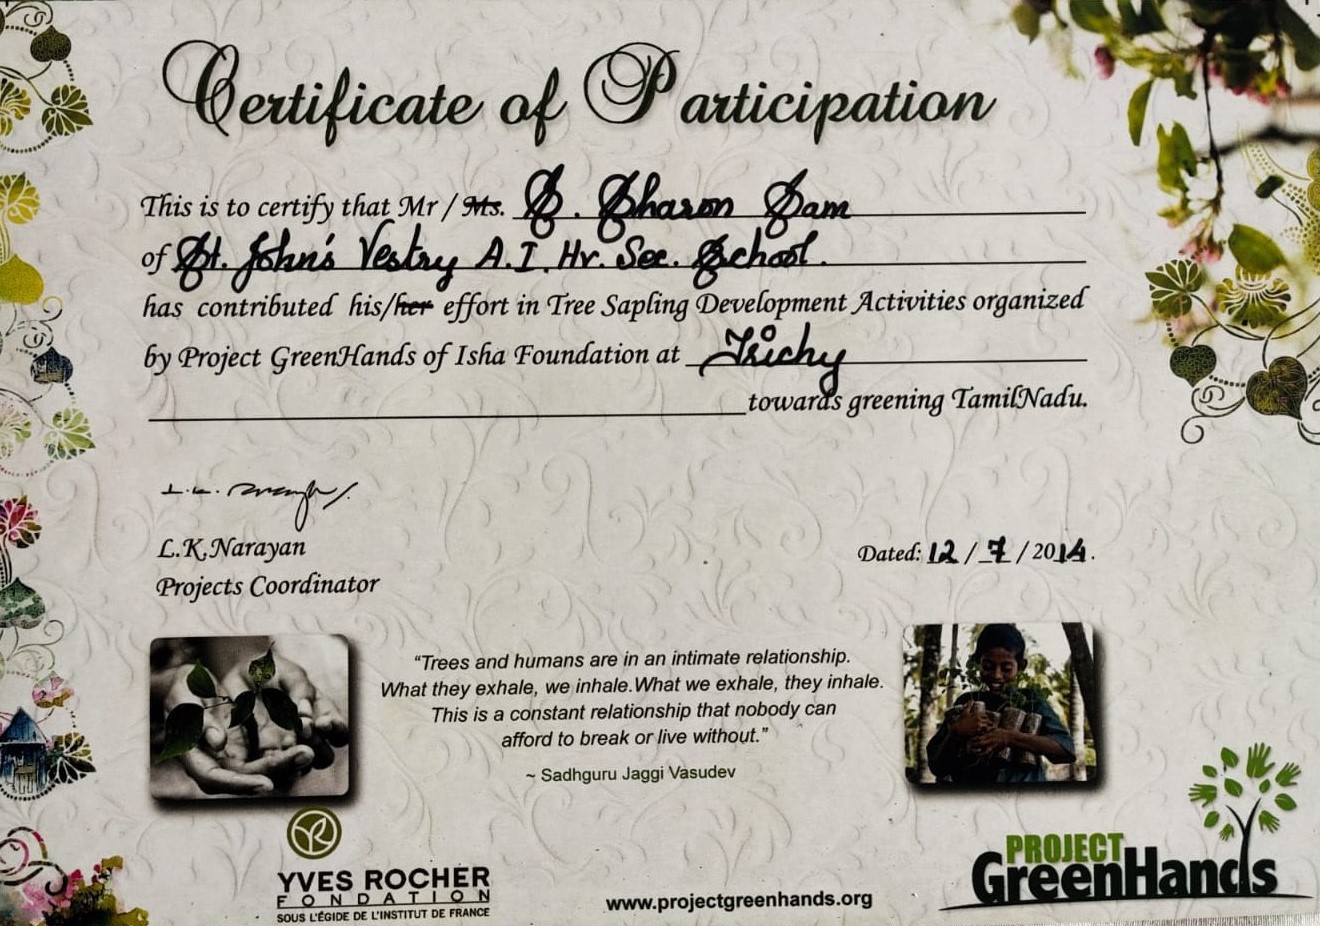 Certificate of Participation
This is to certify that Mr / Ms. S. Sharon Sam
of St. John's Vestry A.I. Hr. Sec. School.
has contributed his/her effort in Tree Sapling Development Activities organized
by Project GreenHands of Isha Foundation at Trichy
towards greening TamilNadu.
L.K.Narayan
Projects Coordinator
Dated: 12 / 7 / 2014.
“Trees and humans are in an intimate relationship.
What they exhale, we inhale.What we exhale, they inhale.
This is a constant relationship that nobody can
afford to break or live without.”
~ Sadhguru Jaggi Vasudev
YVES ROCHER
FONDATION
SOUS L'ÉGIDE DE L'INSTITUT DE FRANCE
www.projectgreenhands.org
PROJECT
GreenHands